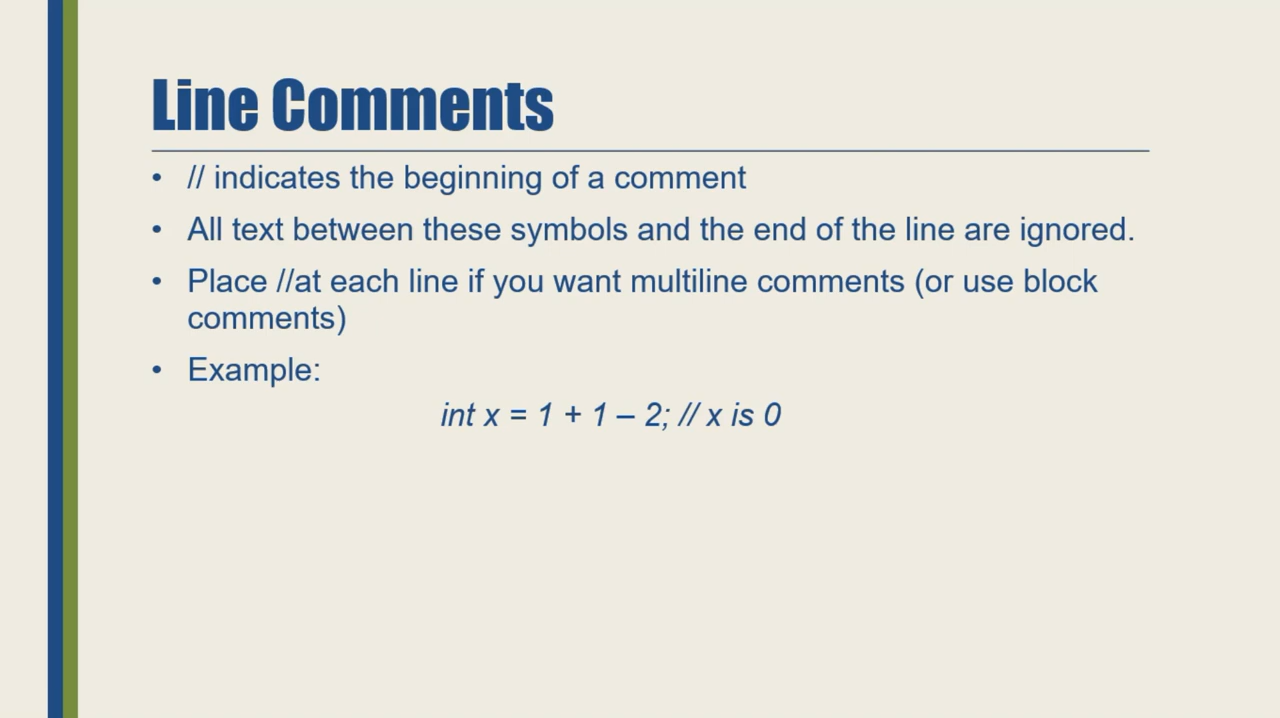 Line Comments
• // indicates the beginning of a comment
• All text between these symbols and the end of the line are ignored.
• Place //at each line if you want multiline comments (or use block
comments)
• Example:
int x = 1 + 1 – 2; // x is 0